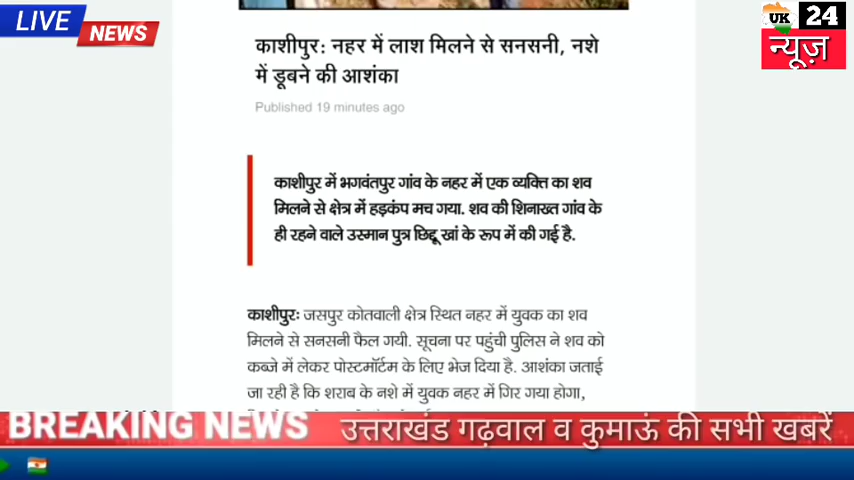 LIVE
NEWS
UK 24
न्यूज़
काशीपुर: नहर में लाश मिलने से सनसनी, नशे
में डूबने की आशंका
Published 19 minutes ago
काशीपुर में भगवंतपुर गांव के नहर में एक व्यक्ति का शव
मिलने से क्षेत्र में हड़कंप मच गया. शव की शिनाख्त गांव के
ही रहने वाले उस्मान पुत्र छिद्दू खां के रूप में की गई है.
काशीपुरः जसपुर कोतवाली क्षेत्र स्थित नहर में युवक का शव
मिलने से सनसनी फैल गयी. सूचना पर पहुंची पुलिस ने शव को
कब्जे में लेकर पोस्टमॉर्टम के लिए भेज दिया है. आशंका जताई
जा रही है कि शराब के नशे में युवक नहर में गिर गया होगा,
BREAKING NEWS उत्तराखंड गढ़वाल व कुमाऊं की सभी खबरें